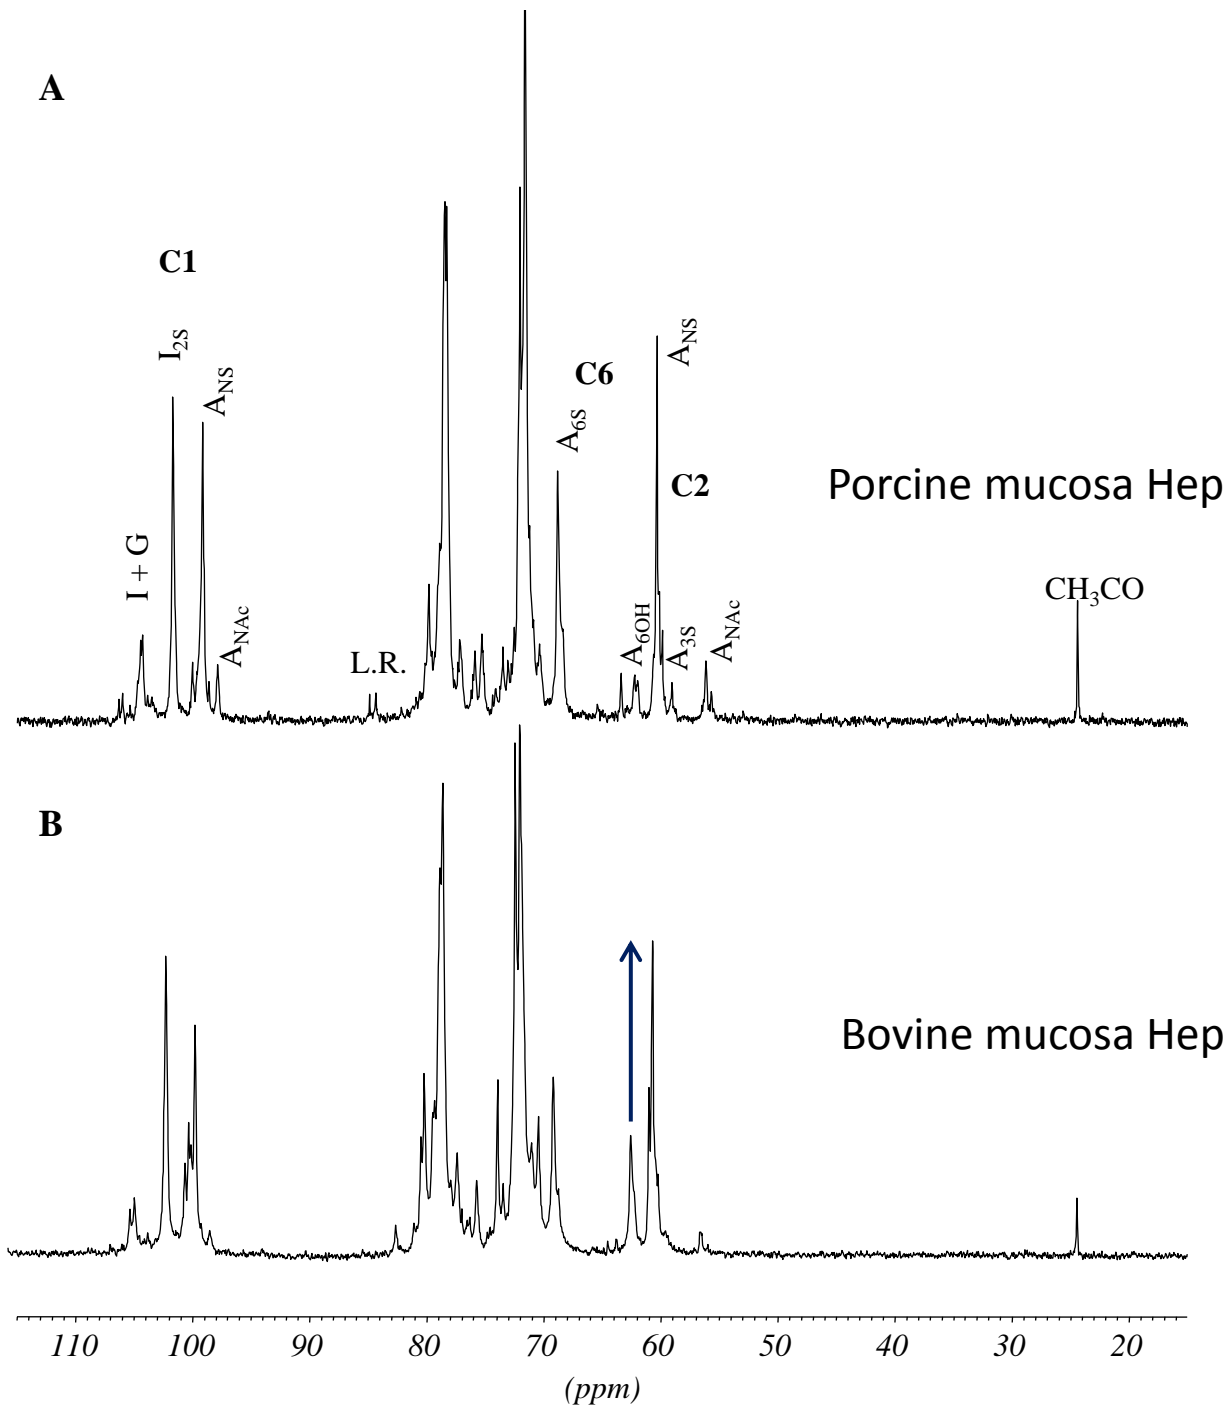 A
C1
I2S
ANS
ANS
C6
A6S
C2
Porcine mucosa Hep
I + G
CH3CO
ANAc
A6OH
A3S
ANAc
L.R.
B
Bovine mucosa Hep
110 100 90 80 70 60 50 40 30 20
(ppm)